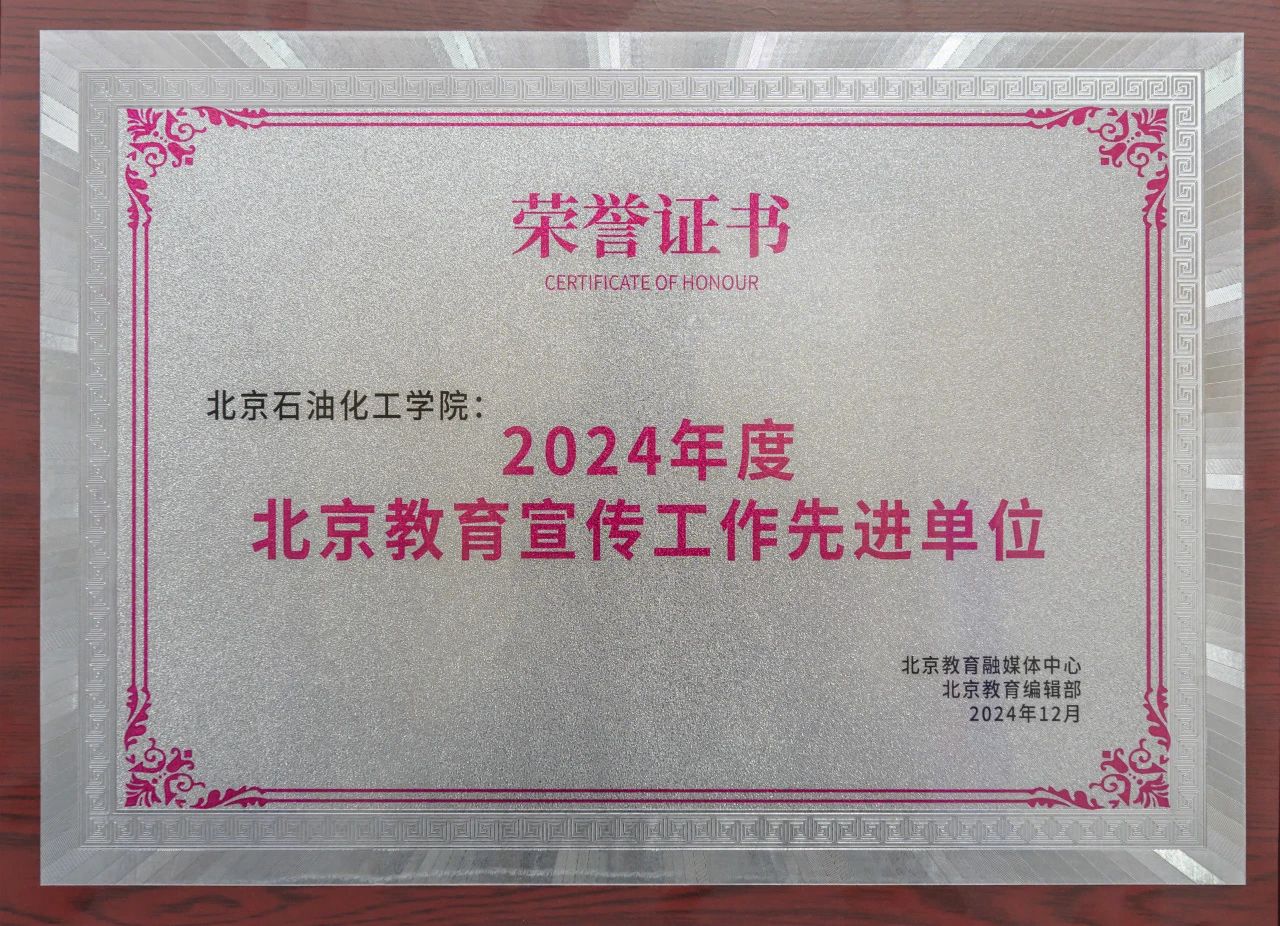 荣誉证书
CERTIFICATE OF HONOUR
北京石油化工学院：
2024年度
北京教育宣传工作先进单位
北京教育融媒体中心
北京教育编辑部
2024年12月